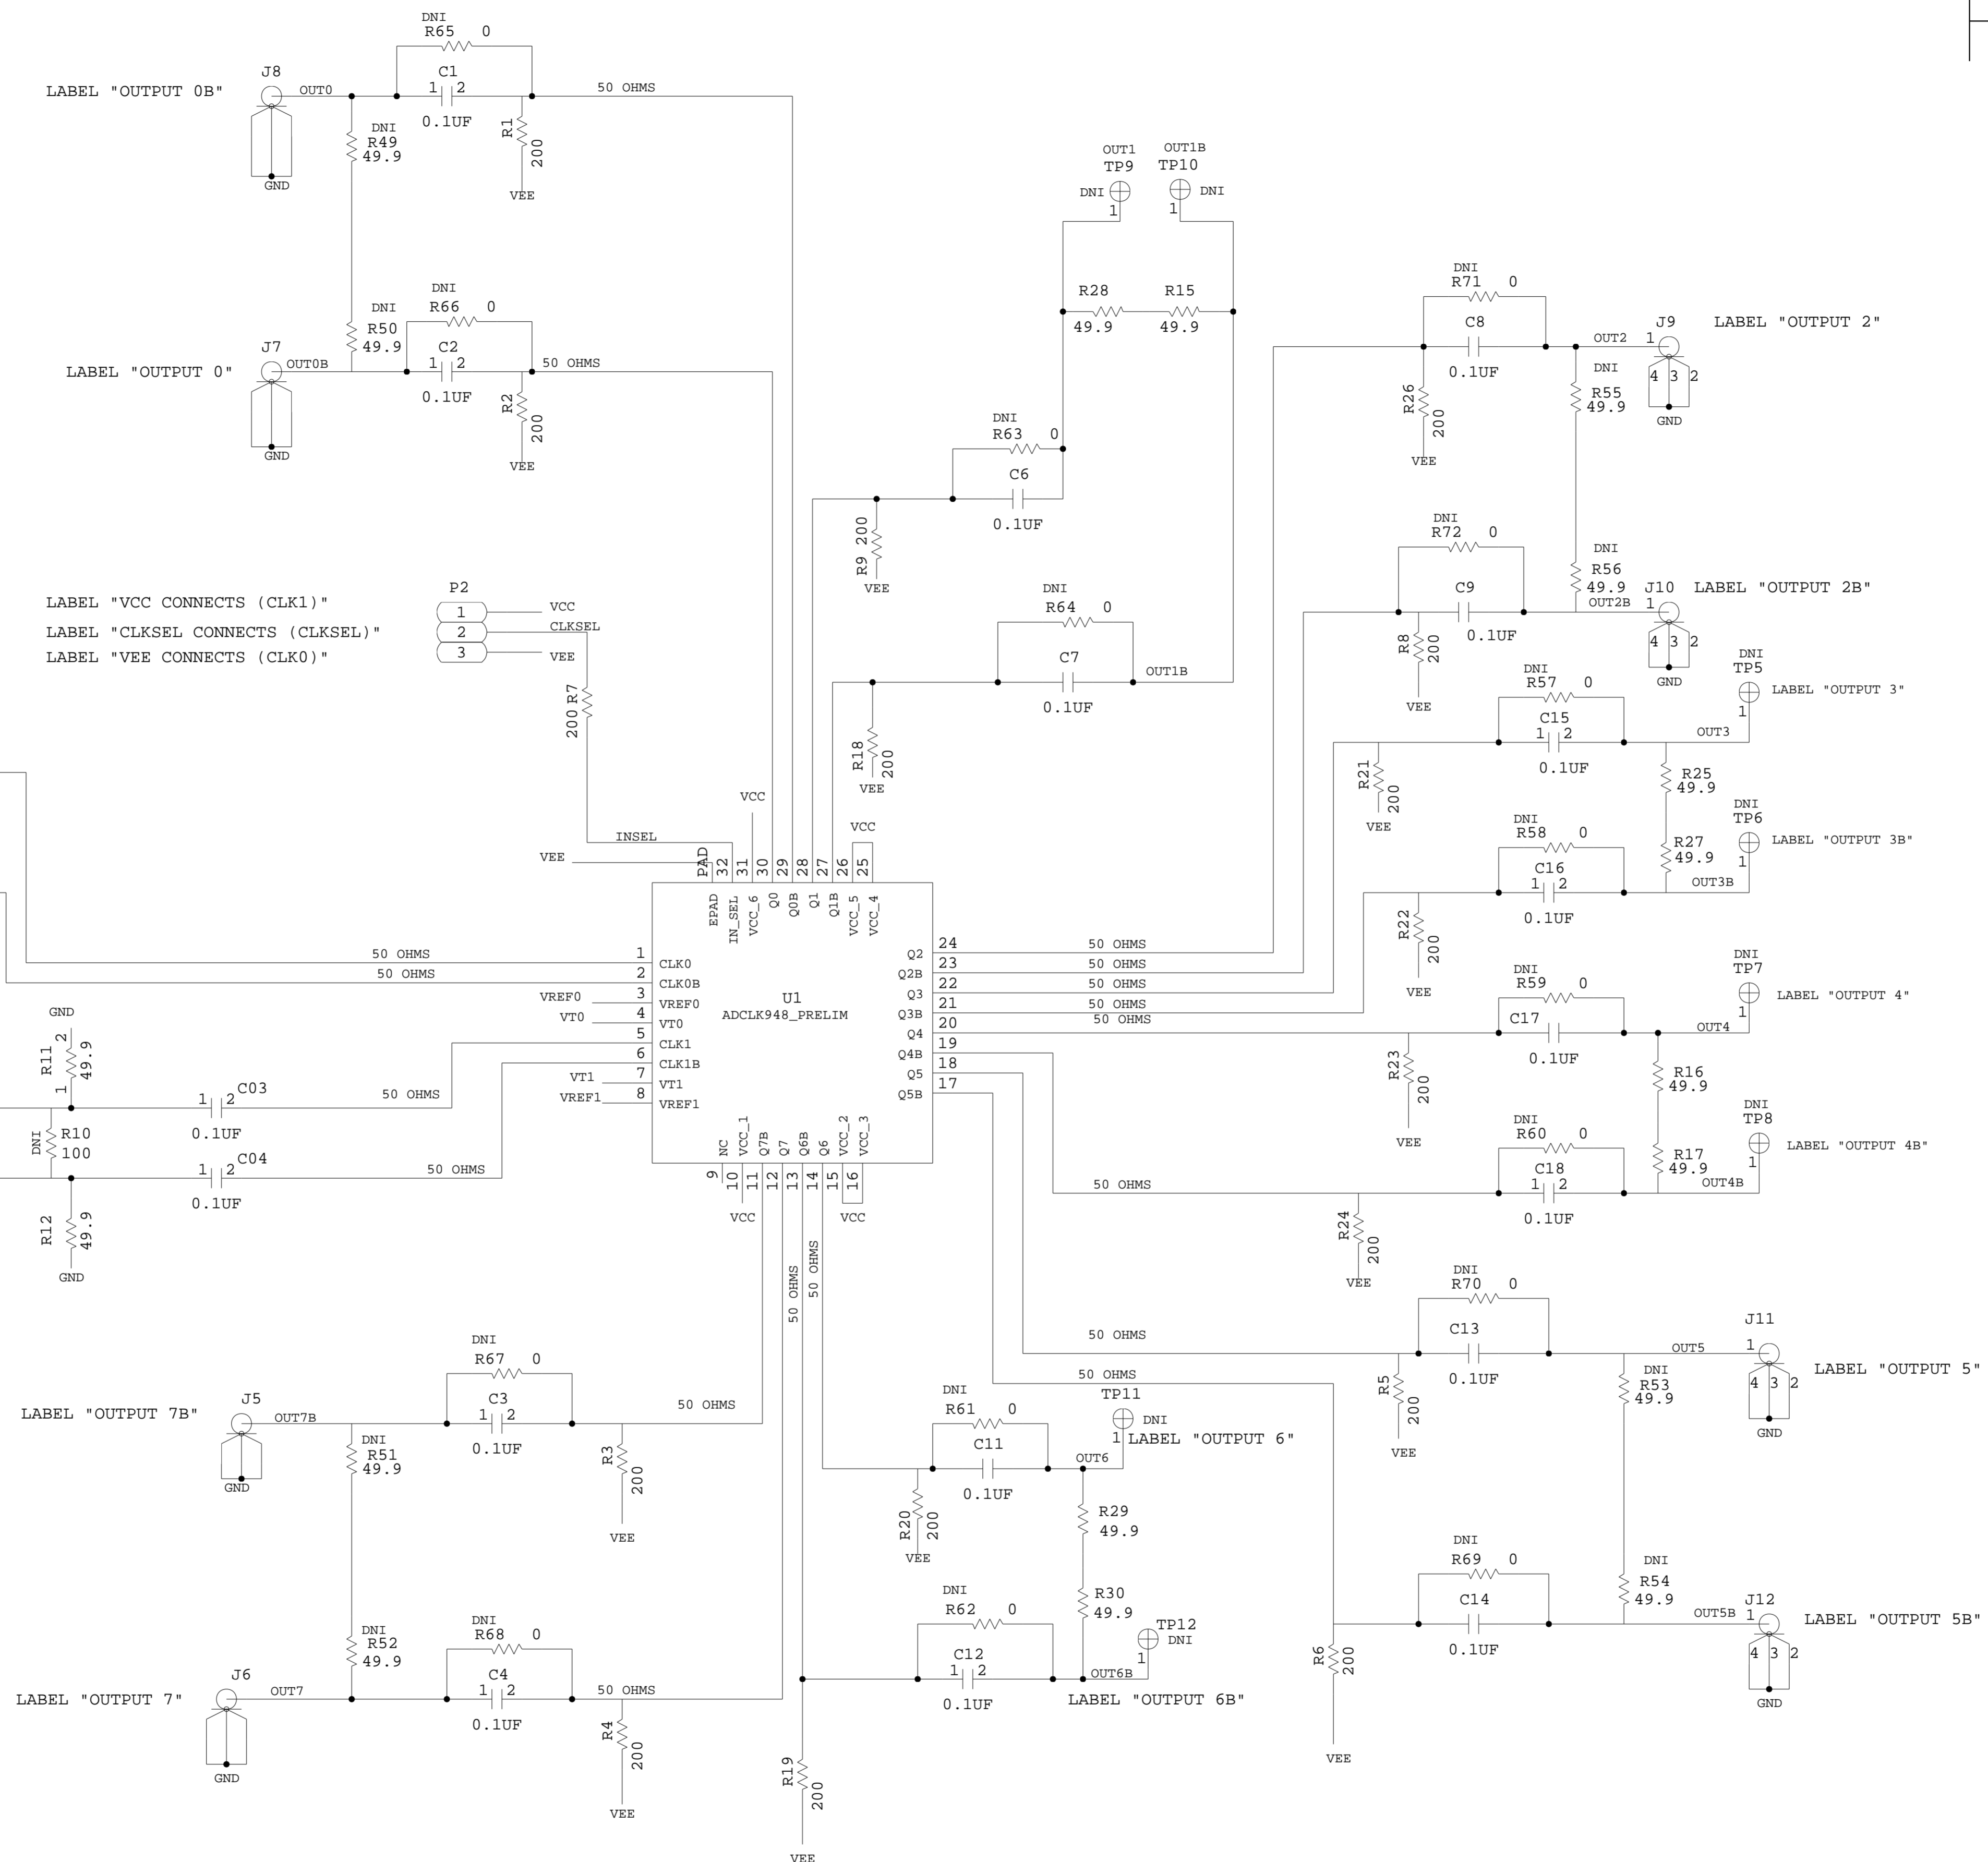 DNI
R65 0
C1
1 2
0.1UF
J8
OUT0
LABEL "OUTPUT 0B"
50 OHMS
GND
DNI
R49
49.9
R1
200
VEE
DNI
R66 0
C2
1 2
0.1UF
DNI
R50
49.9
J7
OUT0B
LABEL "OUTPUT 0"
50 OHMS
GND
R2
200
VEE
OUT1
TP9
DNI
1
OUT1B
TP10
DNI
1
R28
49.9
R15
49.9
DNI
R63 0
C6
0.1UF
R9 200
VEE
DNI
R64 0
C7
0.1UF
OUT1B
R18
200
VEE
DNI
R71 0
C8
0.1UF
OUT2
J9
1
4 3 2
GND
LABEL "OUTPUT 2"
R26
200
VEE
DNI
R55
49.9
DNI
R72 0
C9
0.1UF
DNI
R56
49.9
OUT2B
J10
1
4 3 2
GND
LABEL "OUTPUT 2B"
R8
200
VEE
LABEL "VCC CONNECTS (CLK1)"
LABEL "CLKSEL CONNECTS (CLKSEL)"
LABEL "VEE CONNECTS (CLK0)"
P2
1
2
3
VCC
CLKSEL
VEE
200 R7
INSEL
VEE
VCC
VCC
DNI
R57 0
C15
1 2
0.1UF
OUT3
DNI
TP5
1
LABEL "OUTPUT 3"
R21
200
VEE
R25
49.9
DNI
R58 0
C16
1 2
0.1UF
R27
49.9
OUT3B
DNI
TP6
1
LABEL "OUTPUT 3B"
R22
200
VEE
DNI
R59 0
C17
0.1UF
OUT4
DNI
TP7
1
LABEL "OUTPUT 4"
R23
200
VEE
R16
49.9
DNI
R60 0
C18
1 2
0.1UF
R17
49.9
OUT4B
DNI
TP8
1
LABEL "OUTPUT 4B"
50 OHMS
R24
200
VEE
PAD 32 31 30 29 28 27 26 25
EPAD IN_SEL VCC_6 Q0 Q0B Q1 Q1B VCC_5 VCC_4
U1
ADCLK948_PRELIM
50 OHMS 1 CLK0
50 OHMS 2 CLK0B
VREF0 3 VREF0
VT0 4 VT0
5 CLK1
6 CLK1B
VT1 7 VT1
VREF1 8 VREF1
Q2 24 50 OHMS
Q2B 23 50 OHMS
Q3 22 50 OHMS
Q3B 21 50 OHMS
Q4 20 50 OHMS
Q4B 19
Q5 18
Q5B 17
NC VCC_1 Q7B Q7 Q6B Q6 VCC_2 VCC_3
9 10 11 12 13 14 15 16
VCC
VCC
50 OHMS
50 OHMS
GND
2
R11
49.9
1
DNI
R10
100
1 2 C03
0.1UF
50 OHMS
1 2 C04
0.1UF
50 OHMS
R12
49.9
GND
DNI
R67 0
C3
1 2
0.1UF
J5
OUT7B
LABEL "OUTPUT 7B"
GND
50 OHMS
DNI
R51
49.9
R3
200
VEE
DNI
R52
49.9
DNI
R68 0
C4
1 2
0.1UF
J6
OUT7
LABEL "OUTPUT 7"
GND
50 OHMS
R4
200
VEE
DNI
R61 0
C11
0.1UF
OUT6
TP11
DNI
1
LABEL "OUTPUT 6"
R20
200
VEE
R29
49.9
DNI
R62 0
C12
1 2
0.1UF
R30
49.9
TP12
DNI
1
OUT6B
LABEL "OUTPUT 6B"
R19
200
VEE
DNI
R70 0
C13
0.1UF
50 OHMS
50 OHMS
OUT5
J11
1
4 3 2
GND
LABEL "OUTPUT 5"
R5
200
VEE
DNI
R53
49.9
DNI
R69 0
C14
0.1UF
DNI
R54
49.9
OUT5B
J12
1
4 3 2
GND
LABEL "OUTPUT 5B"
R6
200
VEE